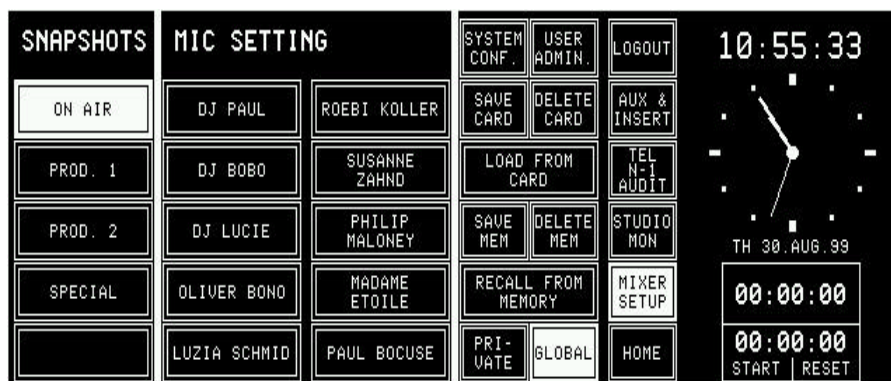 SNAPSHOTS
ON AIR
PROD. 1
PROD. 2
SPECIAL
MIC SETTING
DJ PAUL
DJ BOBO
DJ LUCIE
OLIVER BONO
LUZIA SCHMID
ROEBI KOLLER
SUSANNE
ZAHND
PHILIP
MALONEY
MADAME
ETOILE
PAUL BOCUSE
SYSTEM
CONF.
USER
ADMIN.
LOGOUT
SAVE
CARD
DELETE
CARD
AUX &
INSERT
LOAD FROM
CARD
TEL
N-1
AUDIT
SAVE
MEM
DELETE
MEM
STUDIO
MON
RECALL FROM
MEMORY
MIXER
SETUP
PRI-
VATE
GLOBAL
HOME
10:55:33
TH 30.AUG.99
00:00:00
00:00:00
START RESET